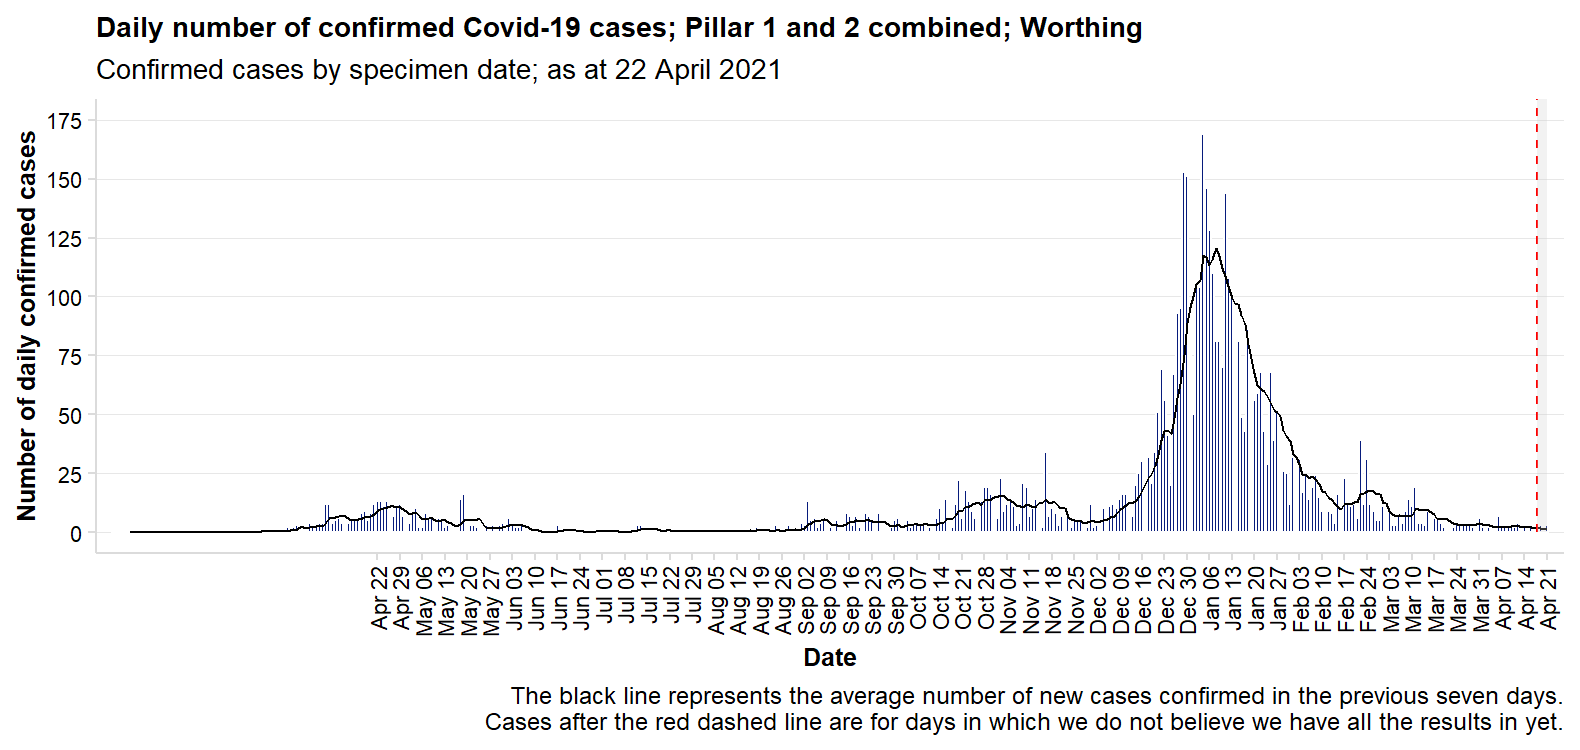 Daily number of confirmed Covid-19 cases; Pillar 1 and 2 combined; Worthing
Confirmed cases by specimen date; as at 22 April 2021
Number of daily confirmed cases
175
150
125
100
75
50
25
0
Apr 22
Apr 29
May 06
May 13
May 20
May 27
Jun 03
Jun 10
Jun 17
Jun 24
Jul 01
Jul 08
Jul 15
Jul 22
Jul 29
Aug 05
Aug 12
Aug 19
Aug 26
Sep 02
Sep 09
Sep 16
Sep 23
Sep 30
Oct 07
Oct 14
Oct 21
Oct 28
Nov 04
Nov 11
Nov 18
Nov 25
Dec 02
Dec 09
Dec 16
Dec 23
Dec 30
Jan 06
Jan 13
Jan 20
Jan 27
Feb 03
Feb 10
Feb 17
Feb 24
Mar 03
Mar 10
Mar 17
Mar 24
Mar 31
Apr 07
Apr 14
Apr 21
Date
The black line represents the average number of new cases confirmed in the previous seven days.
Cases after the red dashed line are for days in which we do not believe we have all the results in yet.